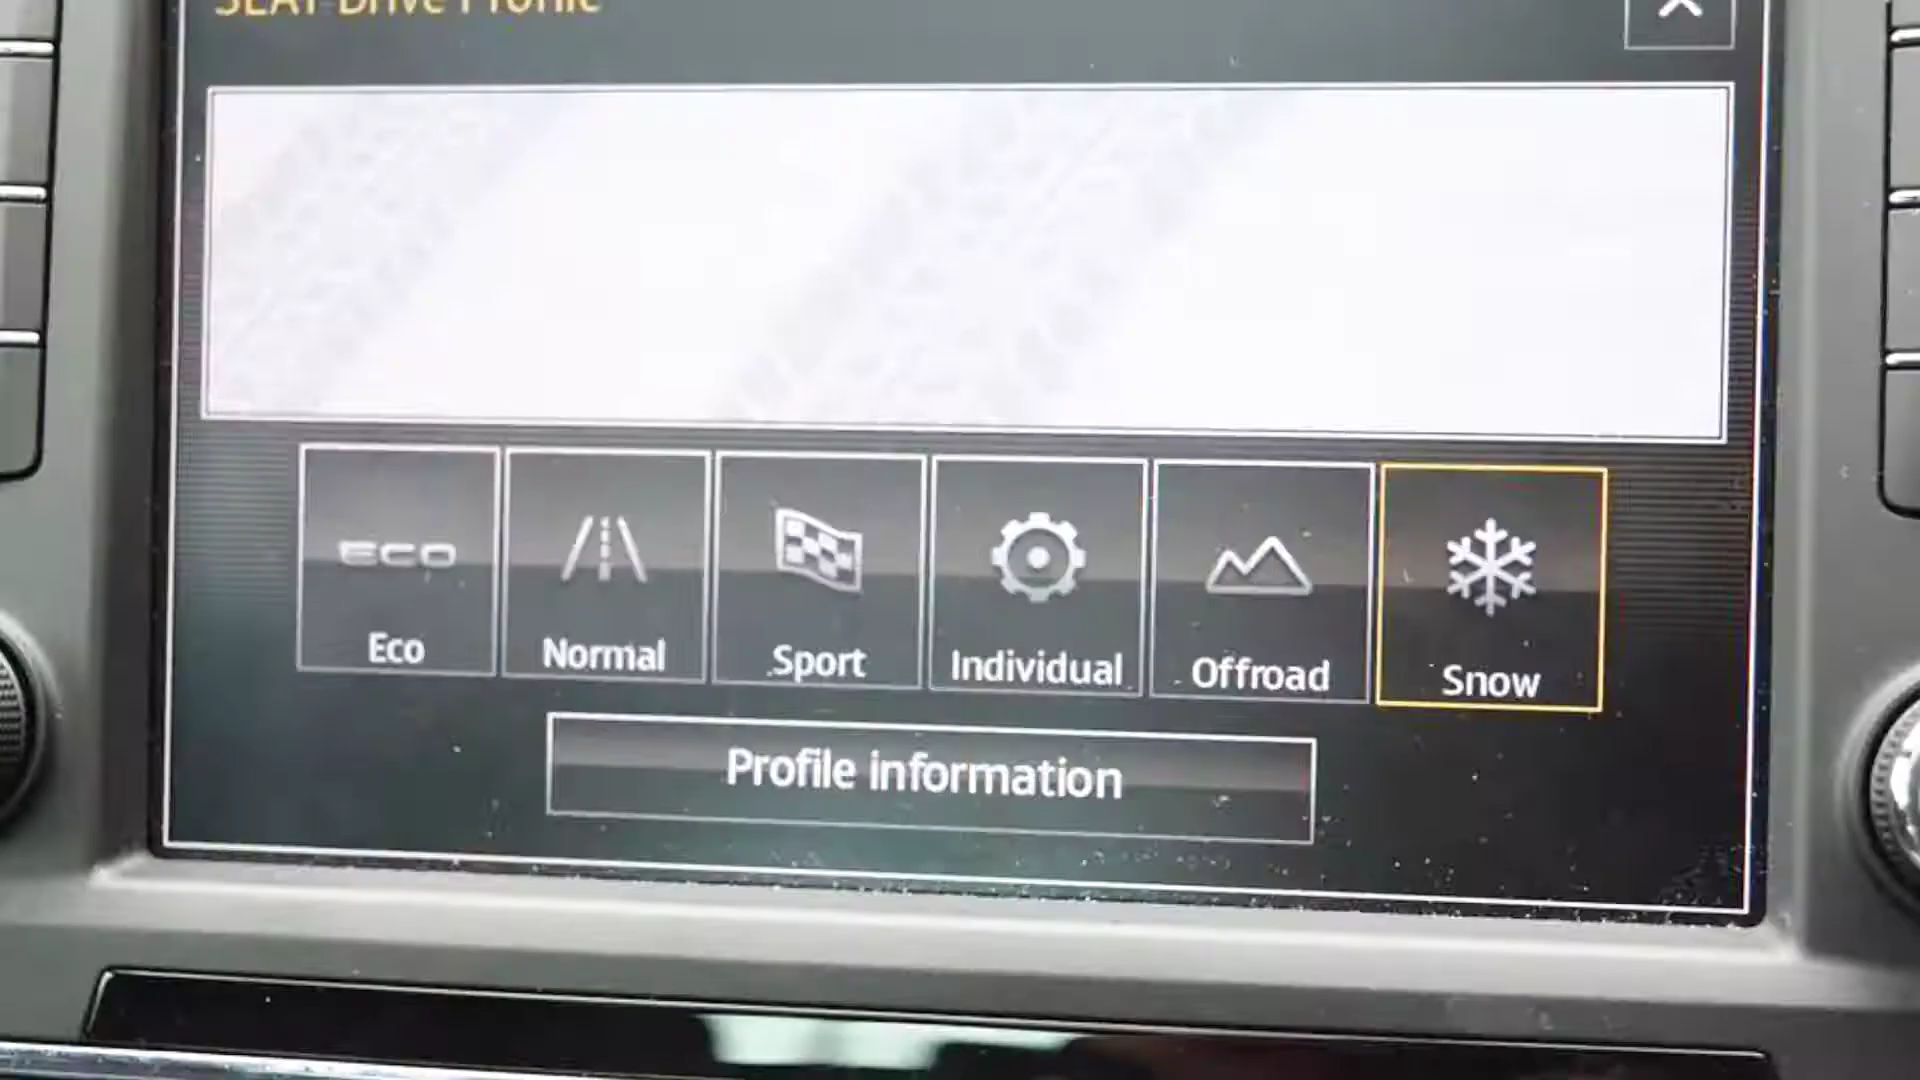 SEAT Drive Profile
ECO
Eco
Normal
Sport
Individual
Offroad
Snow
Profile information